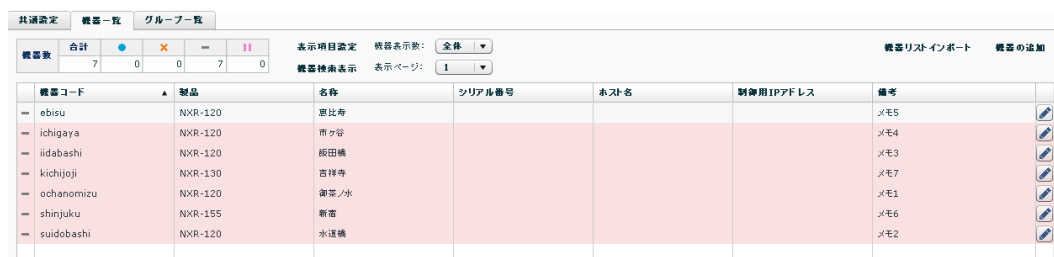 共通設定 機器一覧 グループ一覧
機器数 合計 ● × － ||
7 0 0 7 0
表示項目設定 機器表示数: 全体 ▼
機器検索表示 表示ページ: 1 ▼
機器リストインポート 機器の追加
機器コード ▲ 製品 名称 シリアル番号 ホスト名 制御用IPアドレス 備考
ebisu NXR-120 恵比寿 メモ5
ichigaya NXR-120 市ヶ谷 メモ4
iidabashi NXR-120 飯田橋 メモ3
kichijoji NXR-130 吉祥寺 メモ7
ochanomizu NXR-120 御茶ノ水 メモ1
shinjuku NXR-155 新宿 メモ6
suidobashi NXR-120 水道橋 メモ2